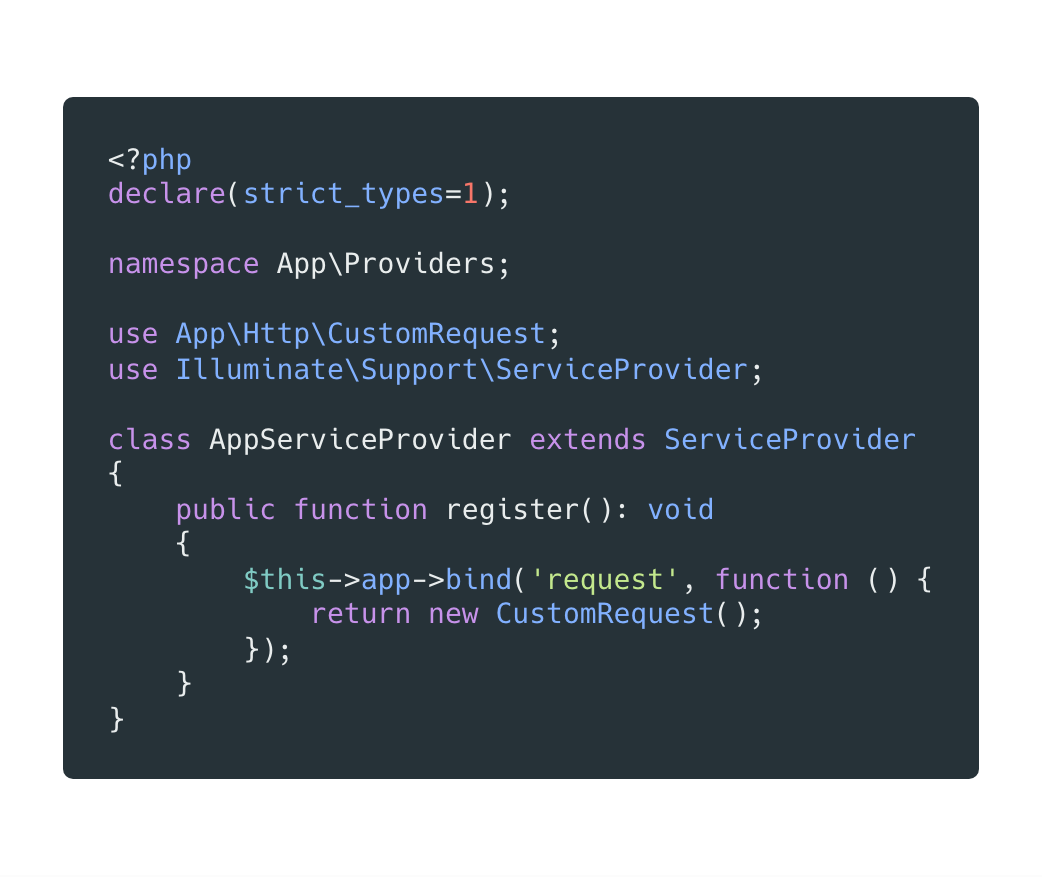 <?php
declare(strict_types=1);
namespace App\Providers;
use App\Http\CustomRequest;
use Illuminate\Support\ServiceProvider;
class AppServiceProvider extends ServiceProvider
{
    public function register(): void
    {
        $this->app->bind('request', function () {
            return new CustomRequest();
        });
    }
}